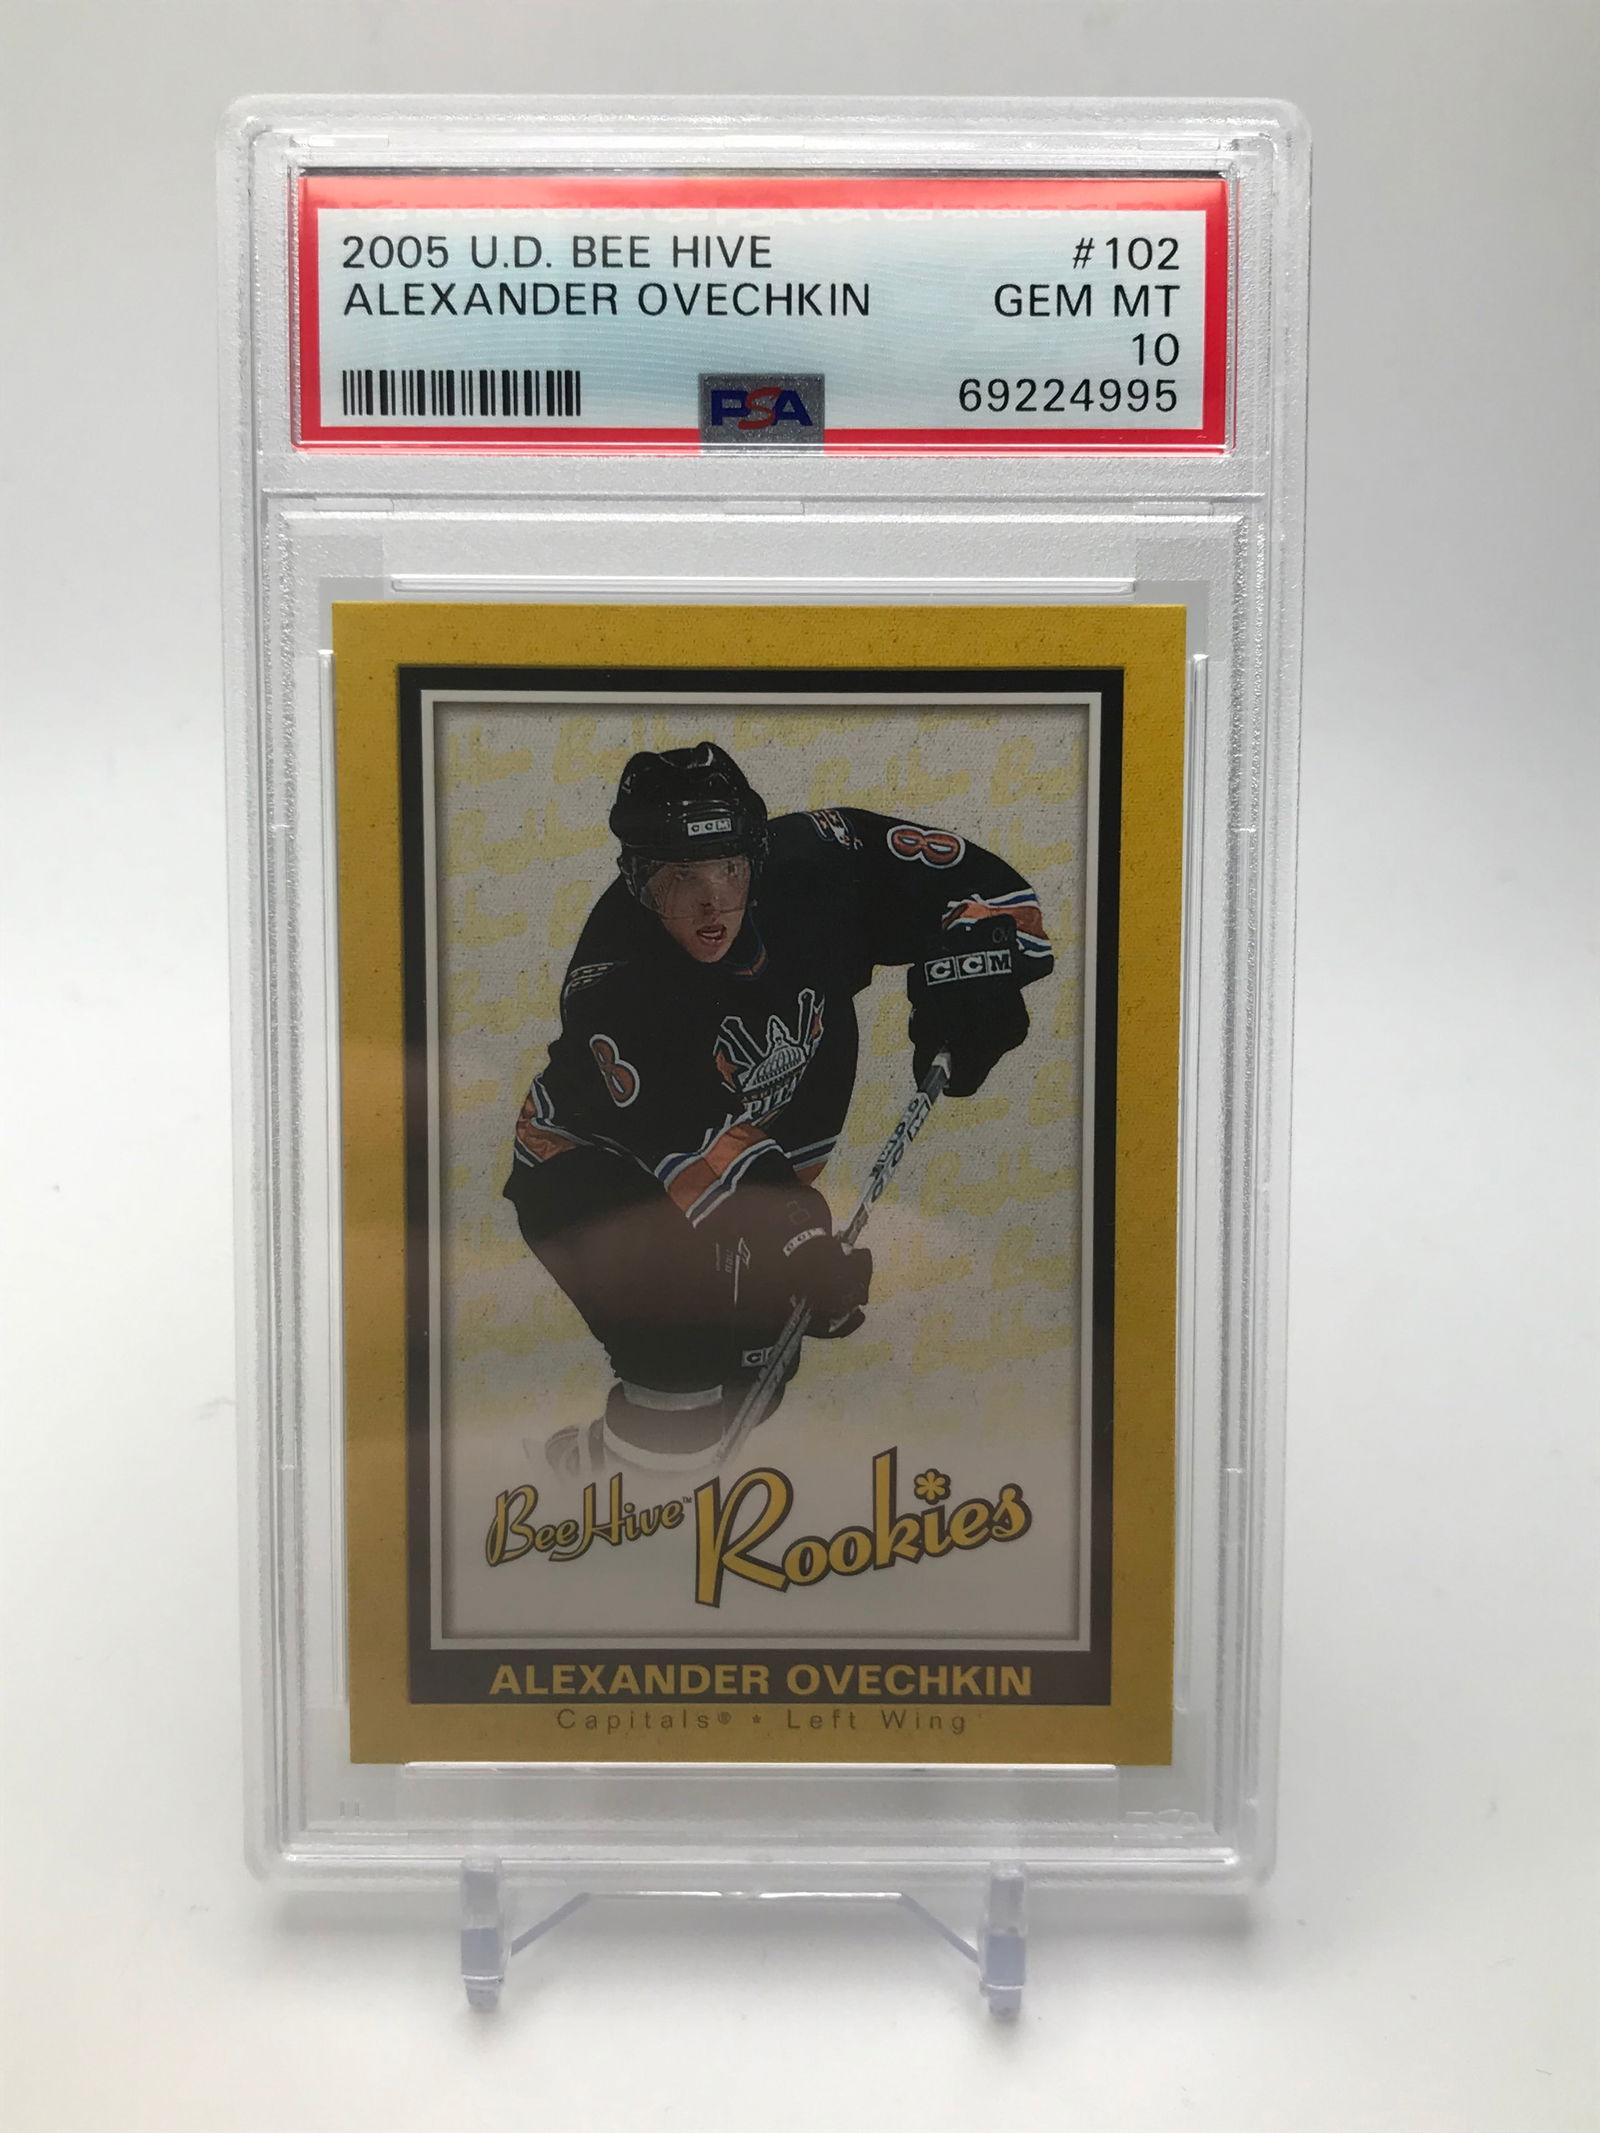 2005 U.D. BEE HIVE #102
ALEXANDER OVECHKIN GEM MT
10
PSA 69224995
8
CCM
CCM
8
BeeHive™ Rookies
ALEXANDER OVECHKIN
Capitals® * Left Wing